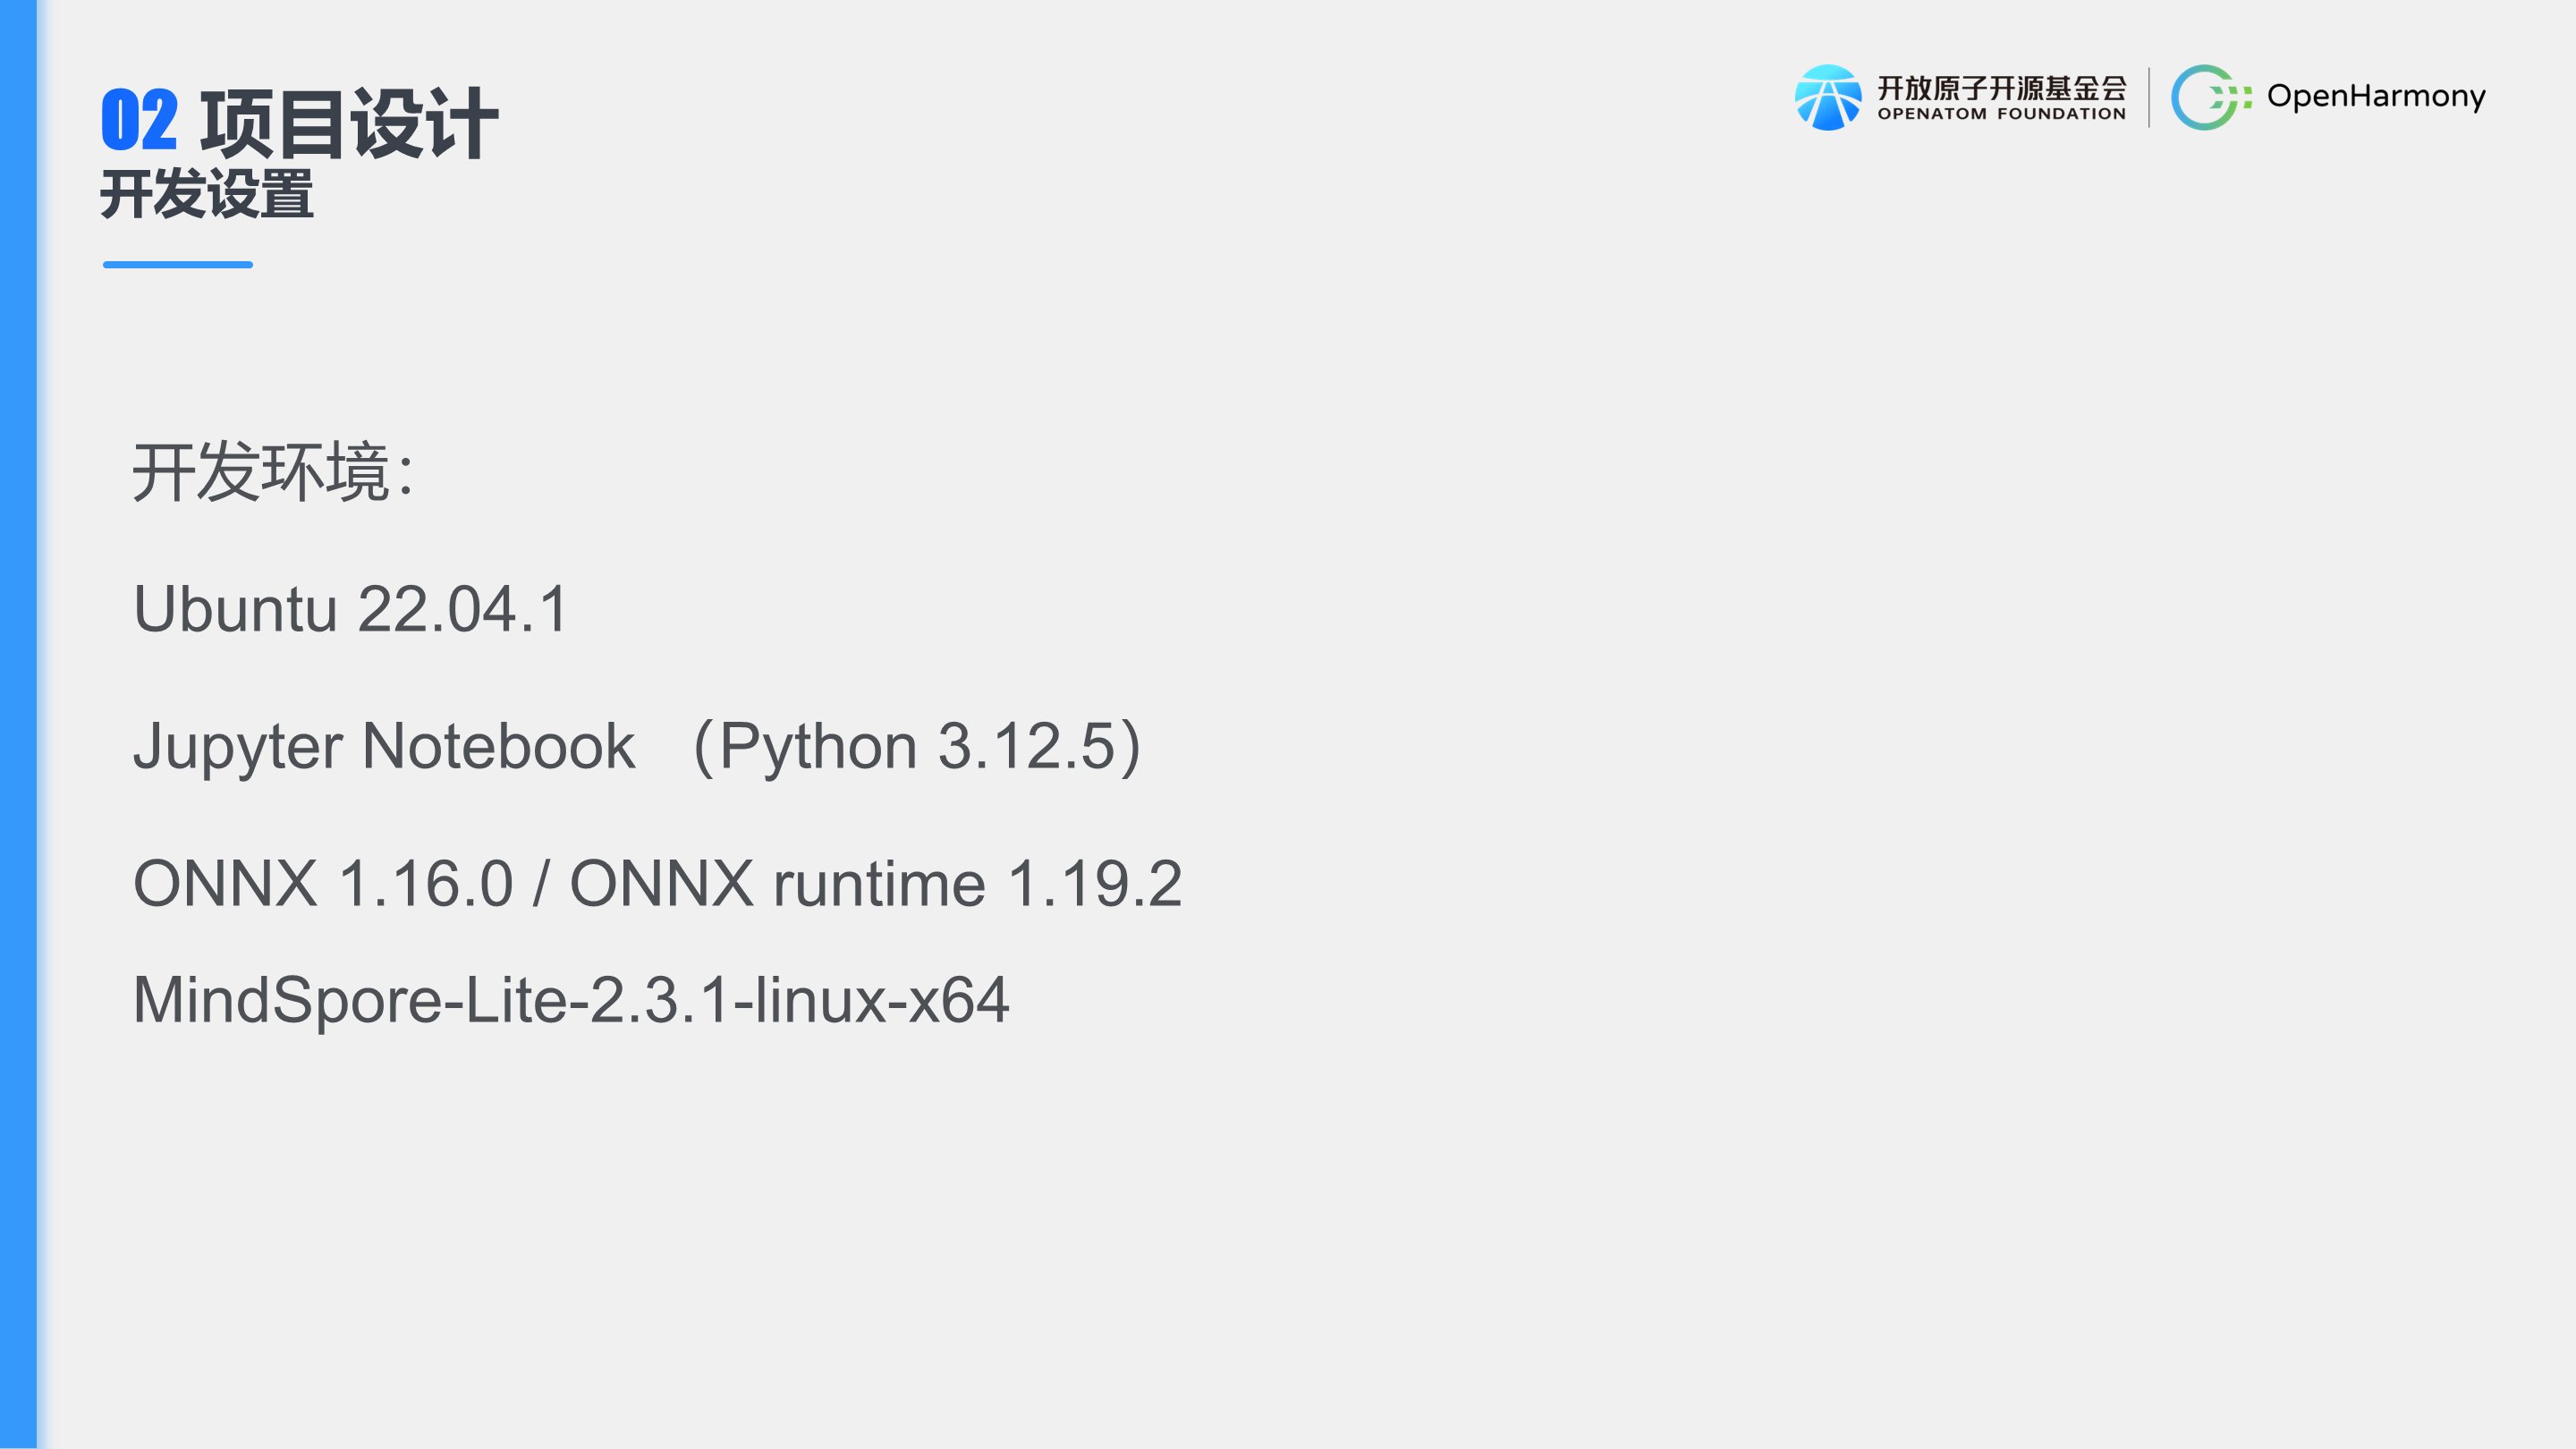 02 项目设计
开发设置
开放原子开源基金会
OPENATOM FOUNDATION
OpenHarmony
开发环境：
Ubuntu 22.04.1
Jupyter Notebook （Python 3.12.5）
ONNX 1.16.0 / ONNX runtime 1.19.2
MindSpore-Lite-2.3.1-linux-x64